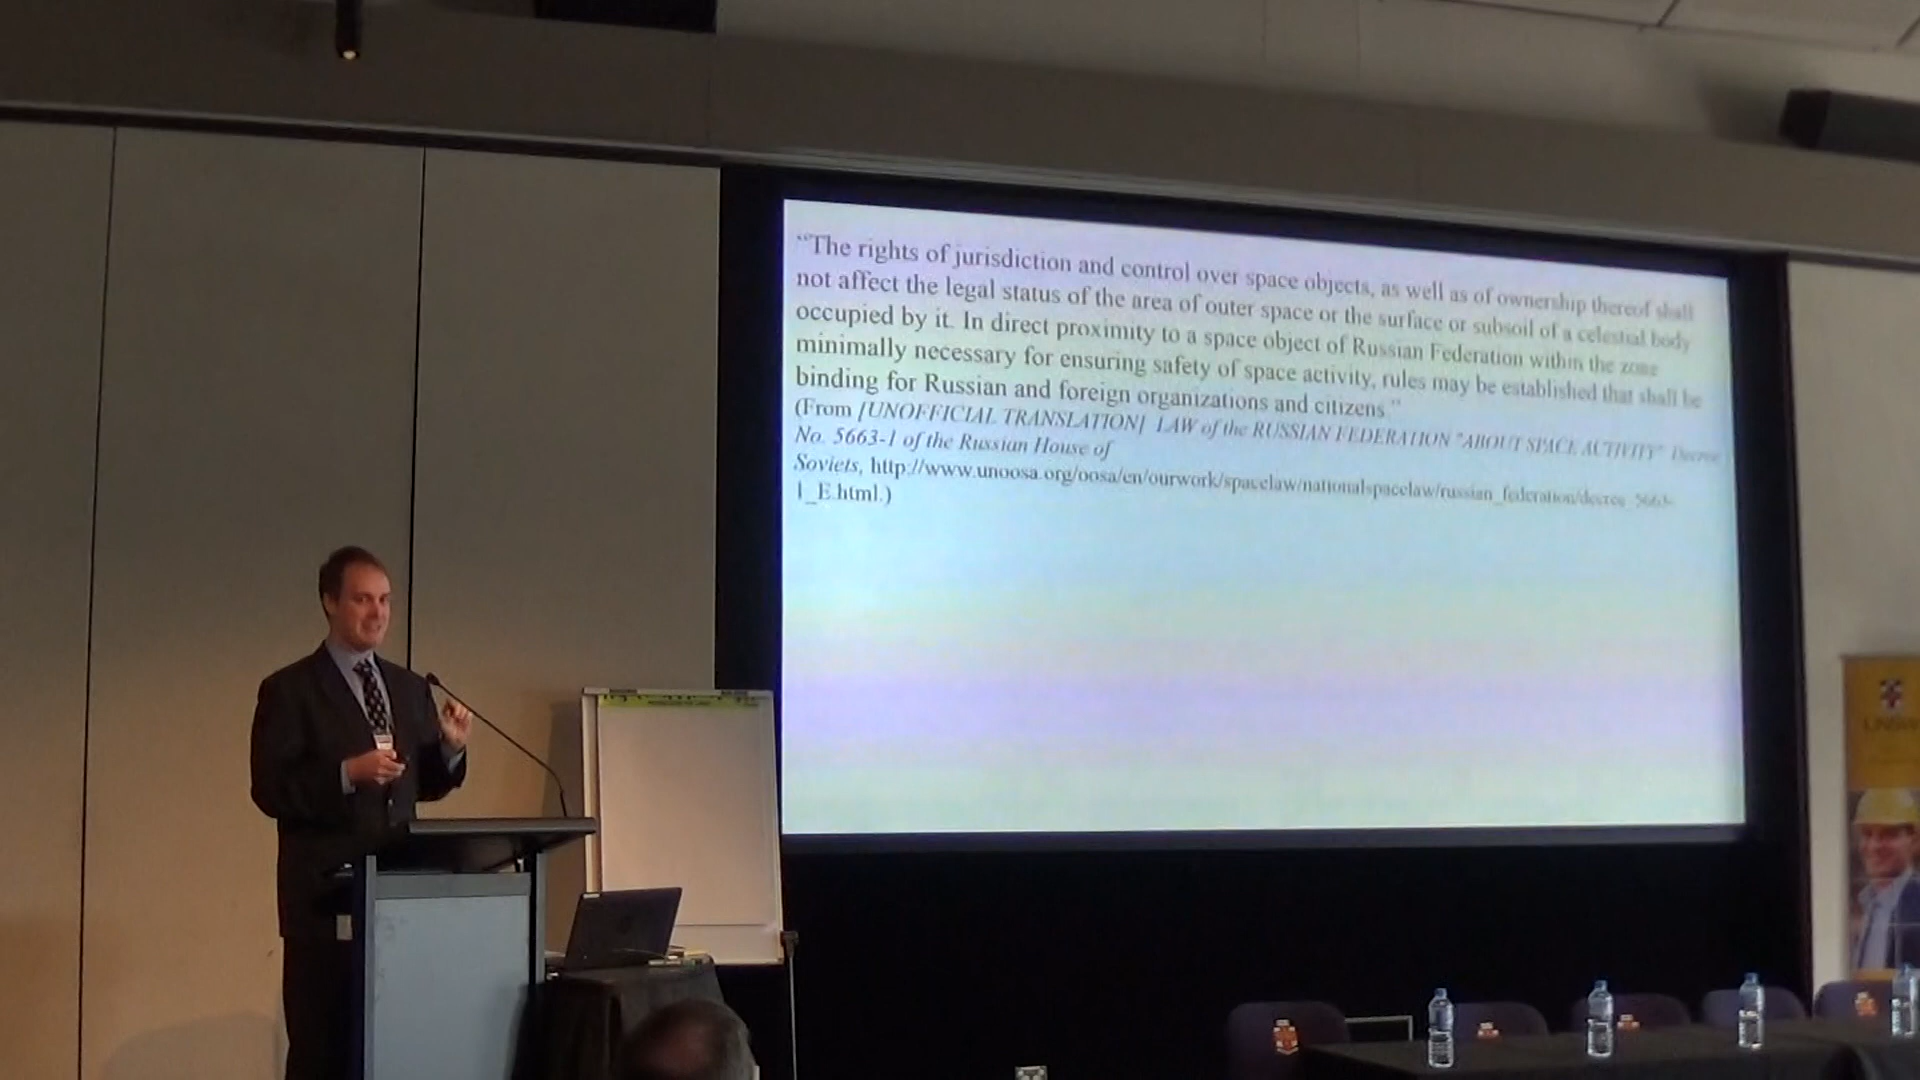 “The rights of jurisdiction and control over space objects, as well as of ownership thereof shall
not affect the legal status of the area of outer space or the surface or subsoil of a celestial body
occupied by it. In direct proximity to a space object of Russian Federation within the zone
minimally necessary for ensuring safety of space activity, rules may be established that shall be
binding for Russian and foreign organizations and citizens.”
(From [UNOFFICIAL TRANSLATION] LAW of the RUSSIAN FEDERATION "ABOUT SPACE ACTIVITY" Decree
No. 5663-1 of the Russian House of
Soviets, http://www.unoosa.org/oosa/en/ourwork/spacelaw/nationalspacelaw/russian_federation/decree_5663-
1_E.html.)